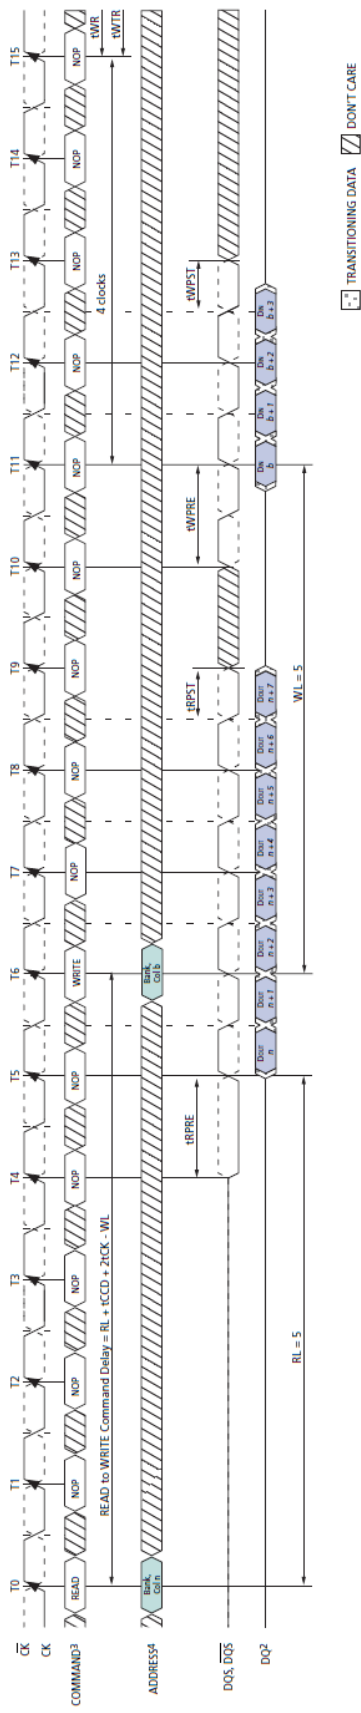 T0 T1 T2 T3 T4 T5 T6 T7 T8 T9 T10 T11 T12 T13 T14 T15
CK
CK
COMMAND3 READ NOP NOP NOP NOP NOP WRITE NOP NOP NOP NOP NOP NOP NOP NOP NOP
READ to WRITE Command Delay = RL + tCCD + 2tCK - WL
4 clocks
tWR
tWTR
ADDRESS4
Bank,
Col n
Bank,
Col b
tRPRE tRPST tWPRE tWPST
DQS, DQS
DQ2
Dout
n
Dout
n + 1
Dout
n + 2
Dout
n + 3
Dout
n + 4
Dout
n + 5
Dout
n + 6
Dout
n + 7
Din
b
Din
b + 1
Din
b + 2
Din
b + 3
RL = 5 WL = 5
TRANSITIONING DATA DON'T CARE